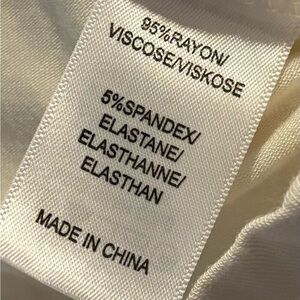 95%RAYON/
VISCOSE/VISKOSE
5%SPANDEX/
ELASTANE/
ELASTHANNE/
ELASTHAN
MADE IN CHINA